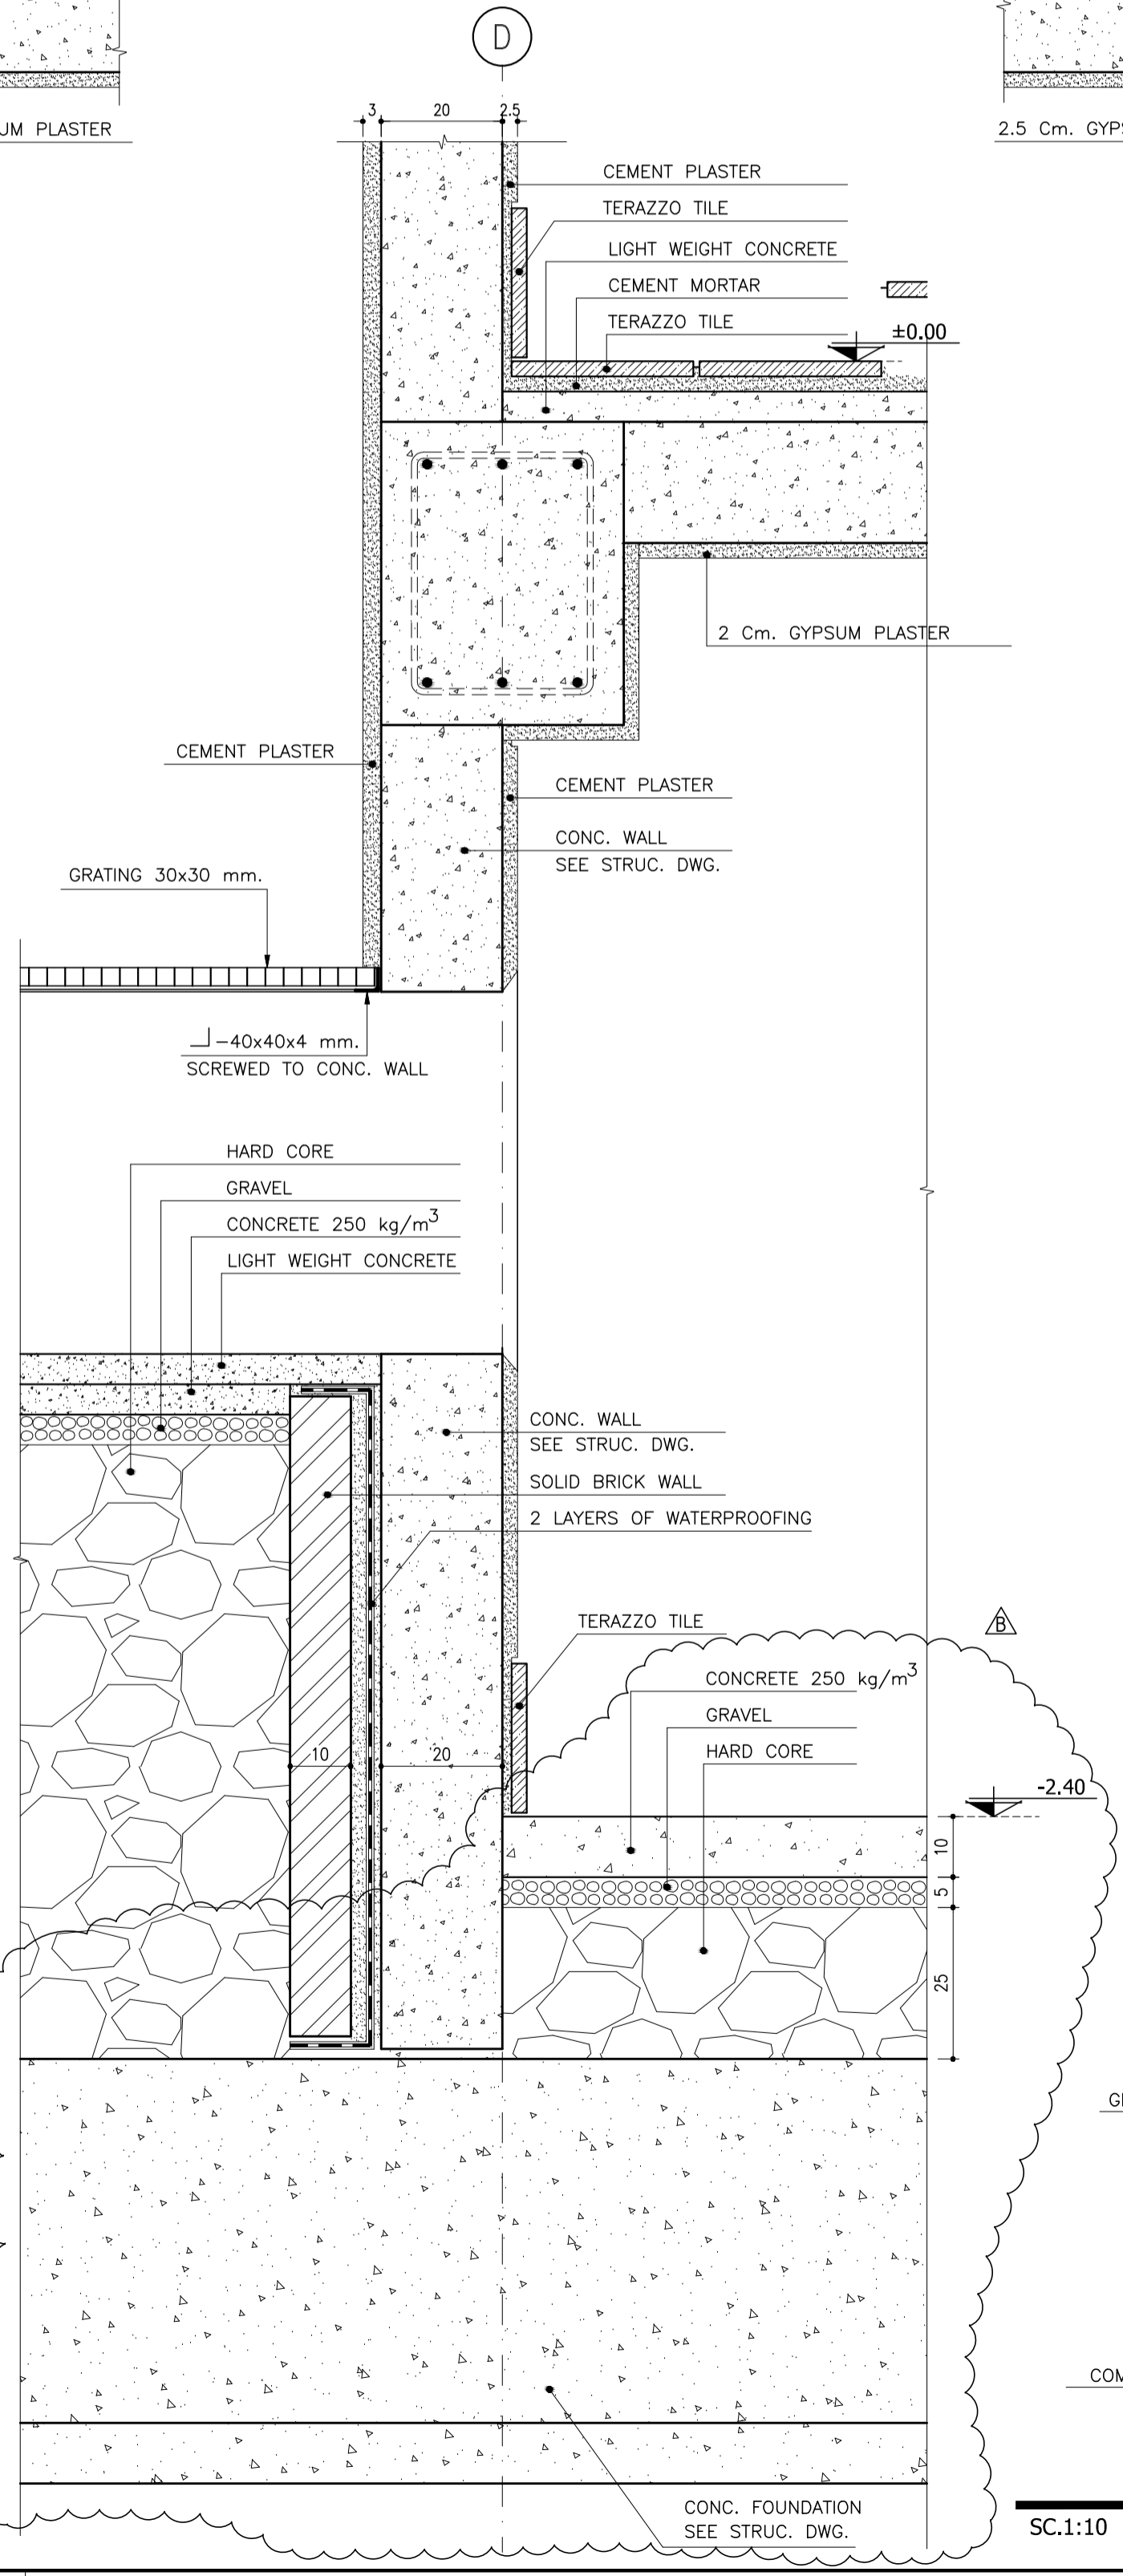 D
3 20 2.5
UM PLASTER
2.5 Cm. GYPS
CEMENT PLASTER
TERAZZO TILE
LIGHT WEIGHT CONCRETE
CEMENT MORTAR
TERAZZO TILE
±0.00
2 Cm. GYPSUM PLASTER
CEMENT PLASTER
CEMENT PLASTER
CONC. WALL
SEE STRUC. DWG.
GRATING 30x30 mm.
-40x40x4 mm.
SCREWED TO CONC. WALL
HARD CORE
GRAVEL
CONCRETE 250 kg/m³
LIGHT WEIGHT CONCRETE
CONC. WALL
SEE STRUC. DWG.
SOLID BRICK WALL
2 LAYERS OF WATERPROOFING
TERAZZO TILE
B
CONCRETE 250 kg/m³
GRAVEL
HARD CORE
10 20
-2.40
10
5
25
G
COM
CONC. FOUNDATION
SEE STRUC. DWG.
SC.1:10